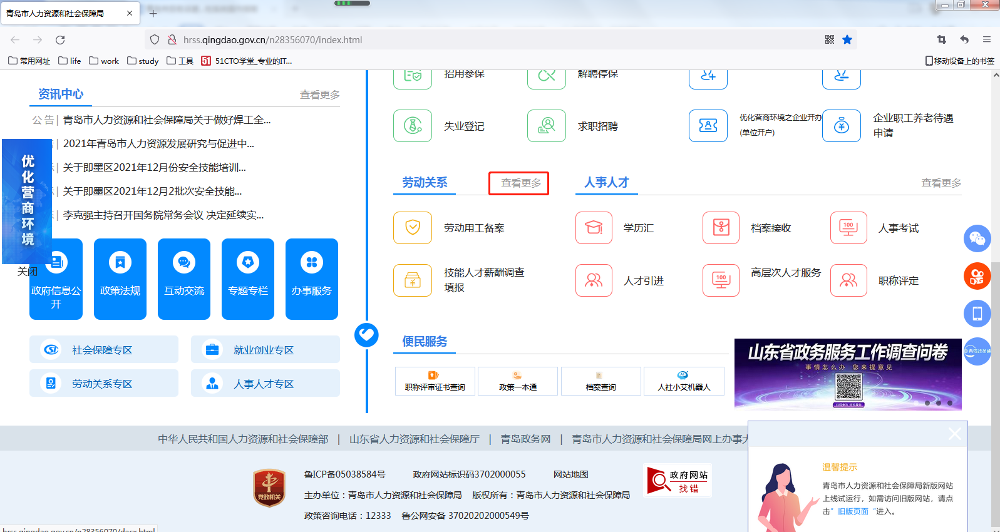 青岛市人力资源和社会保障局
hrss.qingdao.gov.cn/n28356070/index.html
常用网址 life work study 工具 51CTO学堂_专业的IT... 移动设备上的书签
资讯中心 查看更多
公告| 青岛市人力资源和社会保障局关于做好焊工全...
| 2021年青岛市人力资源发展研究与促进中...
| 关于即墨区2021年12月份安全技能培训...
| 关于即墨区2021年12月2批次安全技能...
| 李克强主持召开国务院常务会议 决定延续实...
优化营商环境
关闭
政府信息公开
政策法规
互动交流
专题专栏
办事服务
社会保障专区
就业创业专区
劳动关系专区
人事人才专区
招用参保
解聘停保
失业登记
求职招聘
优化营商环境之企业开办
(单位开户)
企业职工养老待遇
申请
劳动关系 查看更多
人事人才 查看更多
劳动用工备案
学历汇
档案接收
100
人事考试
技能人才薪酬调查
填报
人才引进
100
高层次人才服务
职称评定
便民服务
职称评审证书查询
政策一本通
档案查询
人社小艾机器人
山东省政务服务工作调查问卷
事情怎么办 您来提意见
中华人民共和国人力资源和社会保障部 | 山东省人力资源和社会保障厅 | 青岛政务网 | 青岛市人力资源和社会保障局网上办事大
党政机关
鲁ICP备05038584号 政府网站标识码3702000055 网站地图
主办单位：青岛市人力资源和社会保障局 版权所有：青岛市人力资源和社会保障局
政策咨询电话：12333 鲁公网安备 37020202000549号
政府网站
找错
温馨提示
青岛市人力资源和社会保障局新版网站
上线试运行，如需访问旧版网站，请点
击"旧版页面"进入。
hrss.qingdao.gov.cn/n28356070/dacx.html